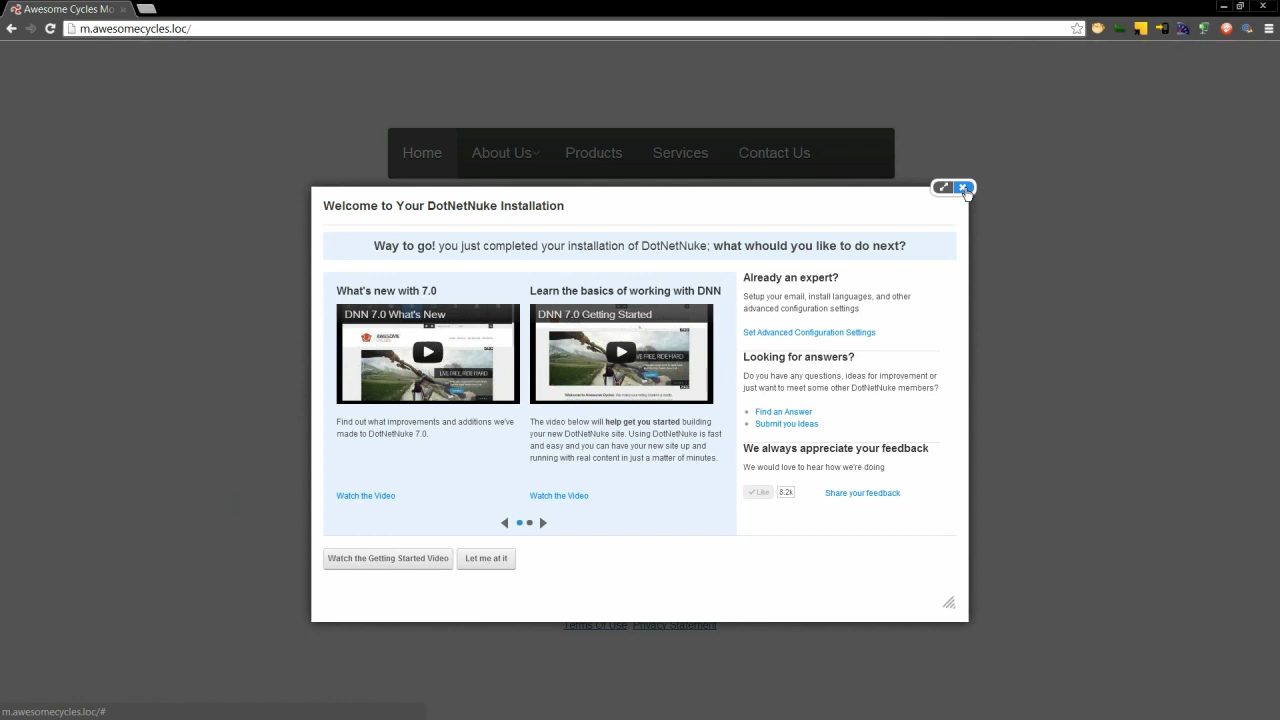 Awesome Cycles Mo
m.awesomecycles.loc/
Home About Us Products Services Contact Us
Welcome to Your DotNetNuke Installation
Way to go! you just completed your installation of DotNetNuke; what whould you like to do next?
What's new with 7.0
DNN 7.0 What's New
AWESOME
CYCLES
LIVE FREE, RIDE HARD
Find out what improvements and additions we've
made to DotNetNuke 7.0.
Watch the Video
Learn the basics of working with DNN
DNN 7.0 Getting Started
LIVE FREE, RIDE HARD
The video below will help get you started building
your new DotNetNuke site. Using DotNetNuke is fast
and easy and you can have your new site up and
running with real content in just a matter of minutes.
Watch the Video
Already an expert?
Setup your email, install languages, and other
advanced configuration settings
Set Advanced Configuration Settings
Looking for answers?
Do you have any questions, ideas for improvement or
just want to meet some other DotNetNuke members?
Find an Answer
Submit you Ideas
We always appreciate your feedback
We would love to hear how we're doing
Like 8.2k Share your feedback
Watch the Getting Started Video Let me at it
Terms Of Use Privacy Statement
m.awesomecycles.loc/#